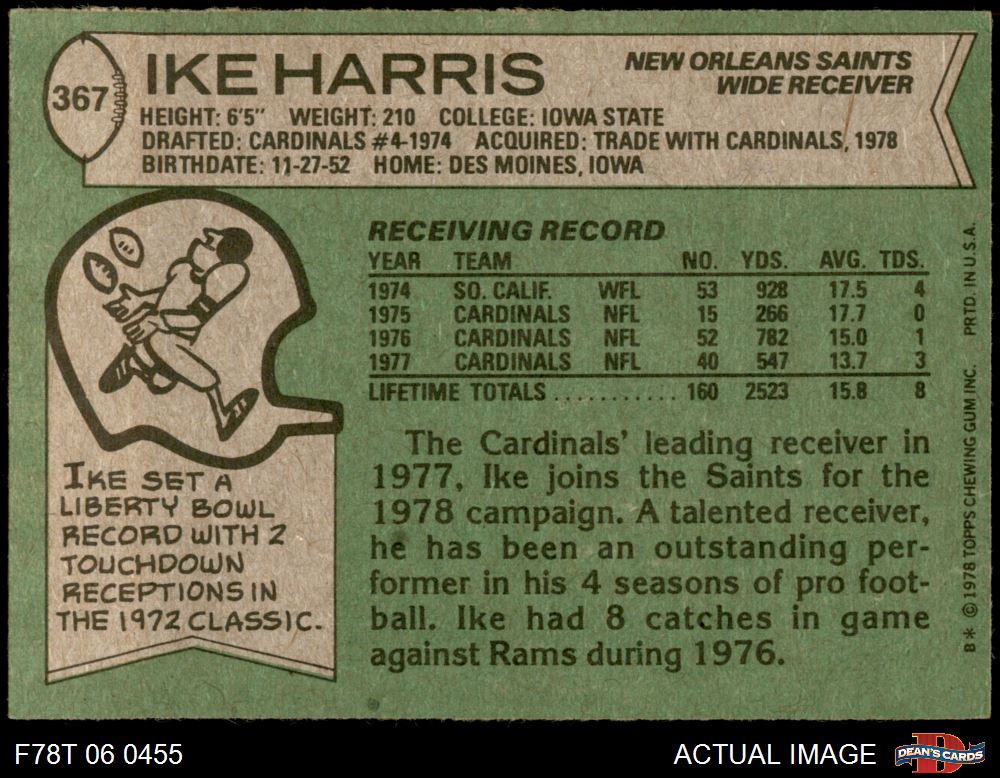 367
IKE HARRIS
NEW ORLEANS SAINTS
WIDE RECEIVER
HEIGHT: 6'5" WEIGHT: 210 COLLEGE: IOWA STATE
DRAFTED: CARDINALS #4-1974 ACQUIRED: TRADE WITH CARDINALS, 1978
BIRTHDATE: 11-27-52 HOME: DES MOINES, IOWA
RECEIVING RECORD
YEAR TEAM NO. YDS. AVG. TDS.
1974 SO. CALIF. WFL 53 928 17.5 4
1975 CARDINALS NFL 15 266 17.7 0
1976 CARDINALS NFL 52 782 15.0 1
1977 CARDINALS NFL 40 547 13.7 3
LIFETIME TOTALS ........... 160 2523 15.8 8
IKE SET A
LIBERTY BOWL
RECORD WITH 2
TOUCHDOWN
RECEPTIONS IN
THE 1972 CLASSIC.
The Cardinals' leading receiver in
1977, Ike joins the Saints for the
1978 campaign. A talented receiver,
he has been an outstanding per-
former in his 4 seasons of pro foot-
ball. Ike had 8 catches in game
against Rams during 1976.
B* © 1978 TOPPS CHEWING GUM INC. PRTD. IN U.S.A.
F78T 06 0455
ACTUAL IMAGE
DEAN'S CARDS